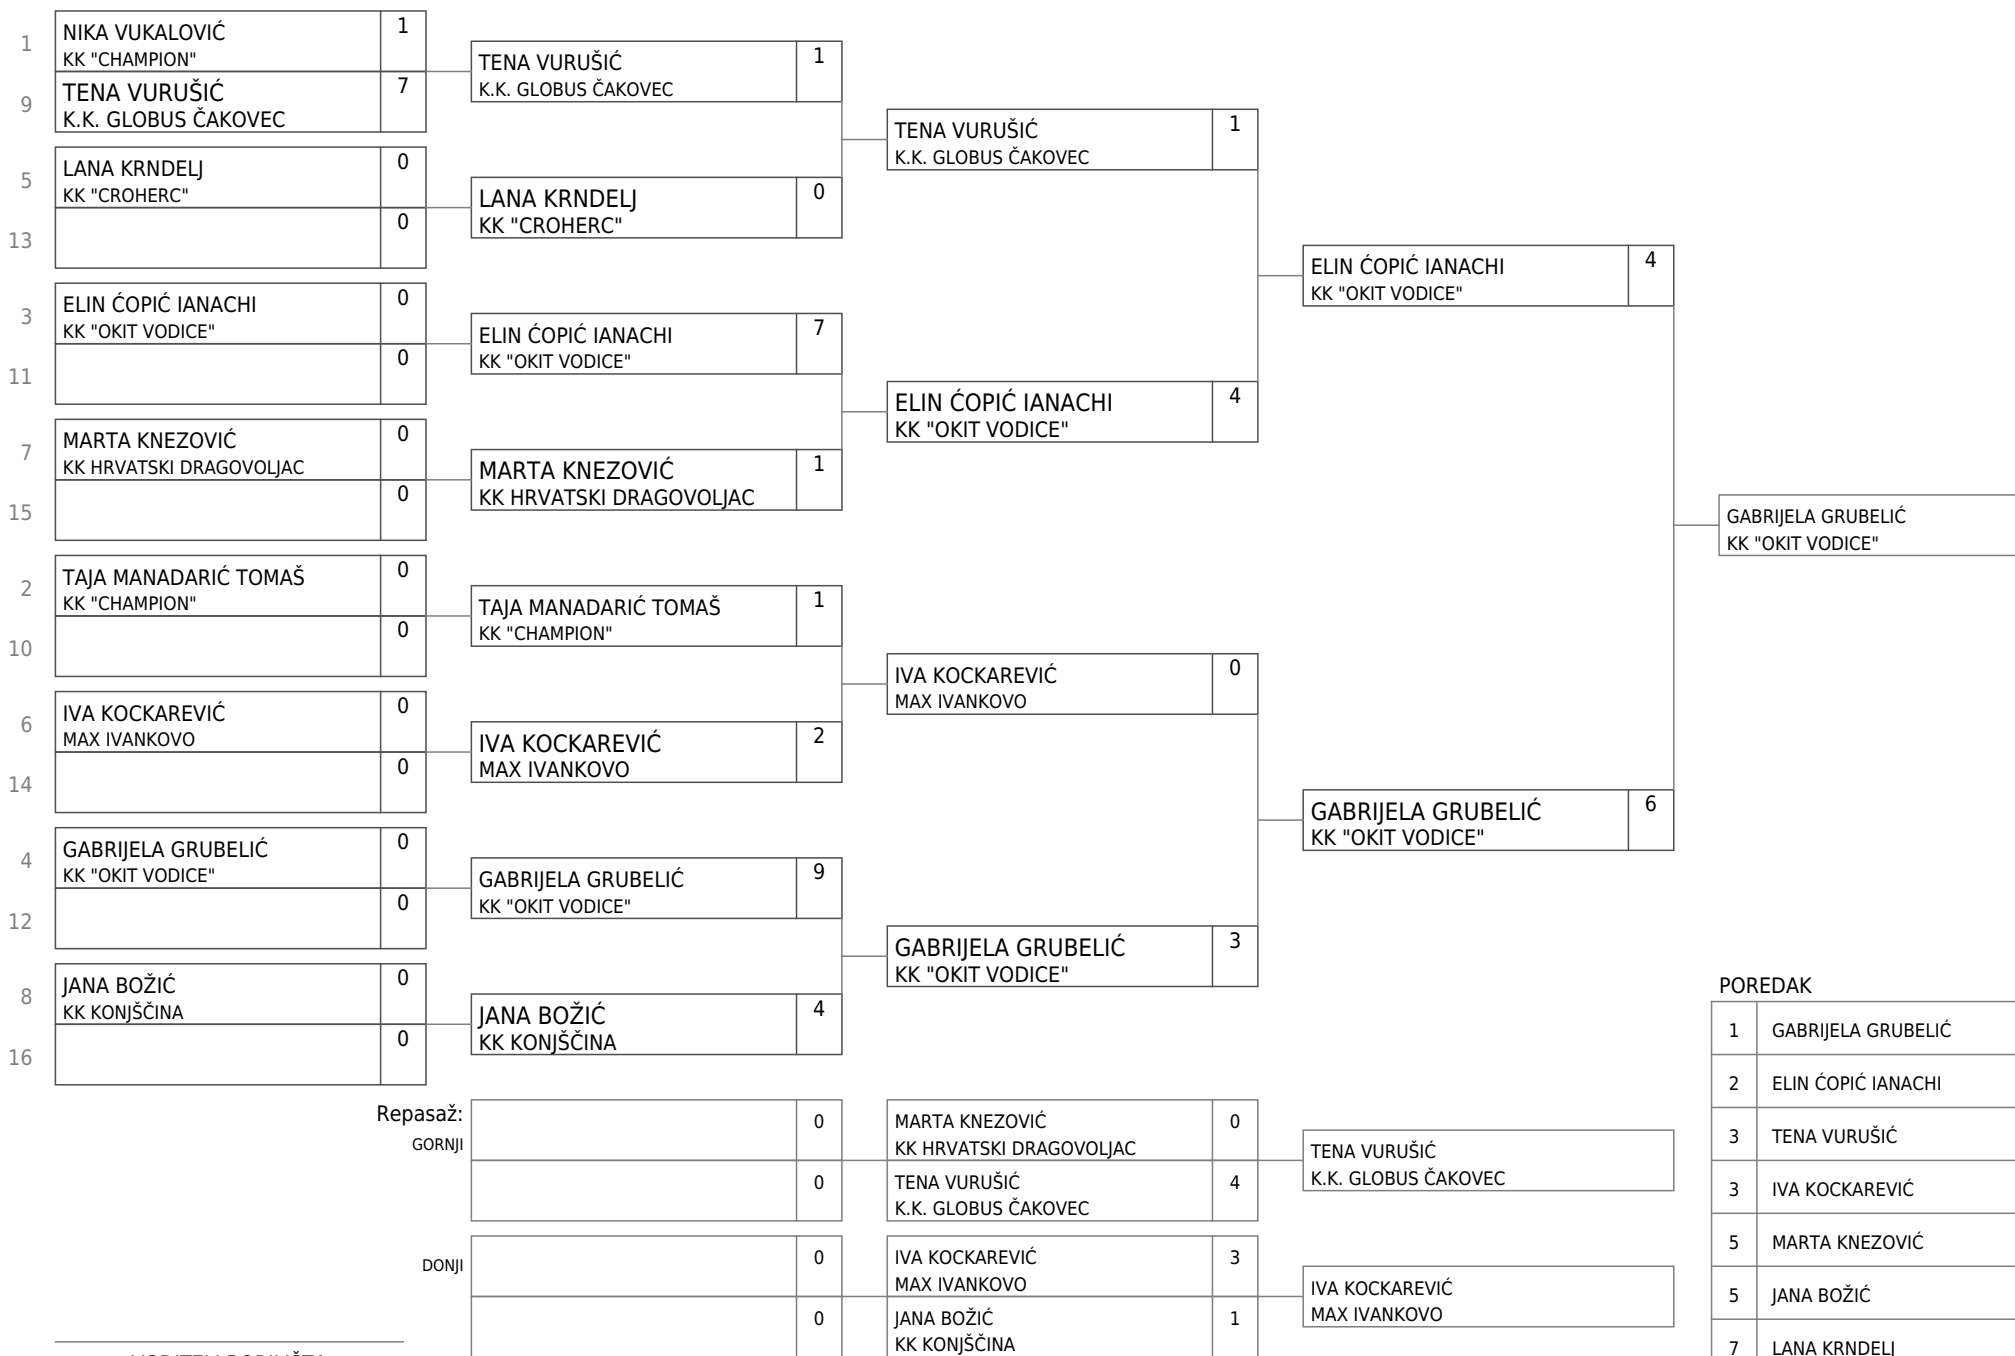 1
NIKA VUKALOVIĆ
KK "CHAMPION"
1
9
TENA VURUŠIĆ
K.K. GLOBUS ČAKOVEC
7
5
LANA KRNDELJ
KK "CROHERC"
0
13
0
3
ELIN ĆOPIĆ IANACHI
KK "OKIT VODICE"
0
11
0
7
MARTA KNEZOVIĆ
KK HRVATSKI DRAGOVOLJAC
0
15
0
2
TAJA MANADARIĆ TOMAŠ
KK "CHAMPION"
0
10
0
6
IVA KOCKAREVIĆ
MAX IVANKOVO
0
14
0
4
GABRIJELA GRUBELIĆ
KK "OKIT VODICE"
0
12
0
8
JANA BOŽIĆ
KK KONJŠČINA
0
16
0
TENA VURUŠIĆ
K.K. GLOBUS ČAKOVEC
1
LANA KRNDELJ
KK "CROHERC"
0
ELIN ĆOPIĆ IANACHI
KK "OKIT VODICE"
7
MARTA KNEZOVIĆ
KK HRVATSKI DRAGOVOLJAC
1
TAJA MANADARIĆ TOMAŠ
KK "CHAMPION"
1
IVA KOCKAREVIĆ
MAX IVANKOVO
2
GABRIJELA GRUBELIĆ
KK "OKIT VODICE"
9
JANA BOŽIĆ
KK KONJŠČINA
4
TENA VURUŠIĆ
K.K. GLOBUS ČAKOVEC
1
ELIN ĆOPIĆ IANACHI
KK "OKIT VODICE"
4
IVA KOCKAREVIĆ
MAX IVANKOVO
0
GABRIJELA GRUBELIĆ
KK "OKIT VODICE"
3
ELIN ĆOPIĆ IANACHI
KK "OKIT VODICE"
4
GABRIJELA GRUBELIĆ
KK "OKIT VODICE"
6
GABRIJELA GRUBELIĆ
KK "OKIT VODICE"
Repasaž:
GORNJI
0
0
MARTA KNEZOVIĆ
KK HRVATSKI DRAGOVOLJAC
0
TENA VURUŠIĆ
K.K. GLOBUS ČAKOVEC
4
TENA VURUŠIĆ
K.K. GLOBUS ČAKOVEC
DONJI
0
0
IVA KOCKAREVIĆ
MAX IVANKOVO
3
JANA BOŽIĆ
KK KONJŠČINA
1
IVA KOCKAREVIĆ
MAX IVANKOVO
POREDAK
1 GABRIJELA GRUBELIĆ
2 ELIN ĆOPIĆ IANACHI
3 TENA VURUŠIĆ
3 IVA KOCKAREVIĆ
5 MARTA KNEZOVIĆ
5 JANA BOŽIĆ
7 LANA KRNDELJ